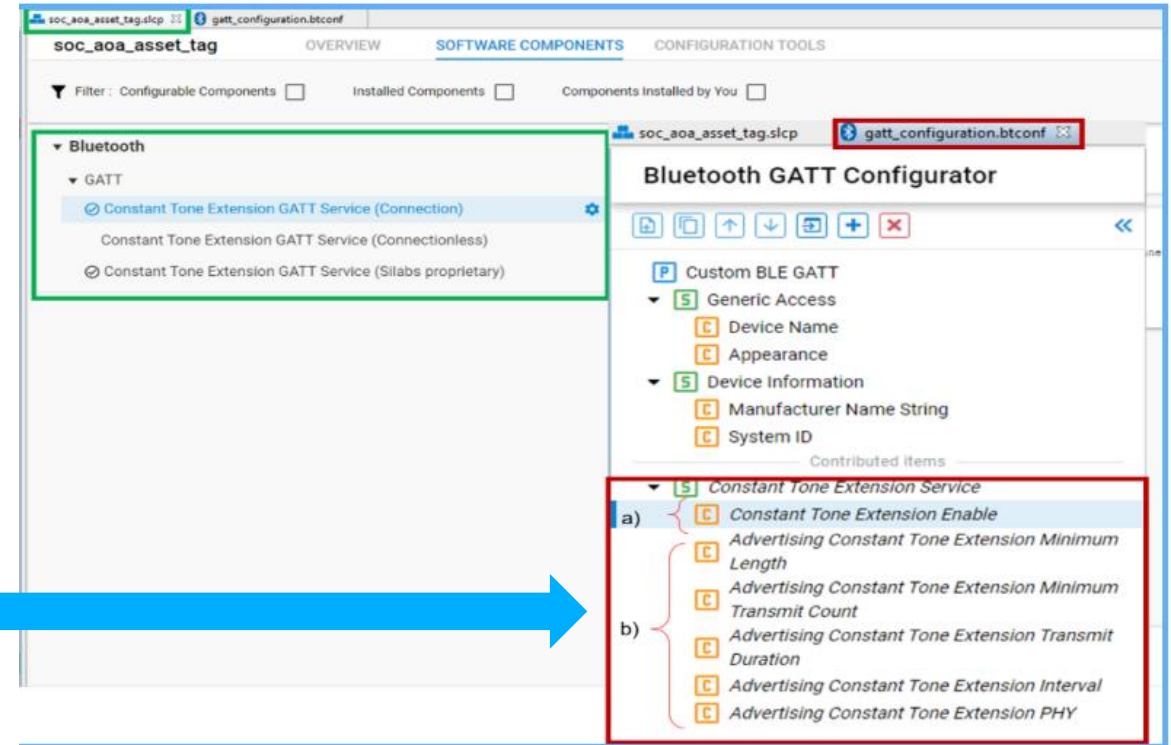 soc_aoa_asset_tag.slcp gatt_configuration.btconf
soc_aoa_asset_tag OVERVIEW SOFTWARE COMPONENTS CONFIGURATION TOOLS
Filter : Configurable Components Installed Components Components Installed by You
Bluetooth
GATT
Constant Tone Extension GATT Service (Connection)
Constant Tone Extension GATT Service (Connectionless)
Constant Tone Extension GATT Service (Silabs proprietary)
soc_aoa_asset_tag.slcp gatt_configuration.btconf
Bluetooth GATT Configurator
P Custom BLE GATT
S Generic Access
C Device Name
C Appearance
S Device Information
C Manufacturer Name String
C System ID
Contributed items
S Constant Tone Extension Service
a) C Constant Tone Extension Enable
C Advertising Constant Tone Extension Minimum
Length
C Advertising Constant Tone Extension Minimum
Transmit Count
b) C Advertising Constant Tone Extension Transmit
Duration
C Advertising Constant Tone Extension Interval
C Advertising Constant Tone Extension PHY